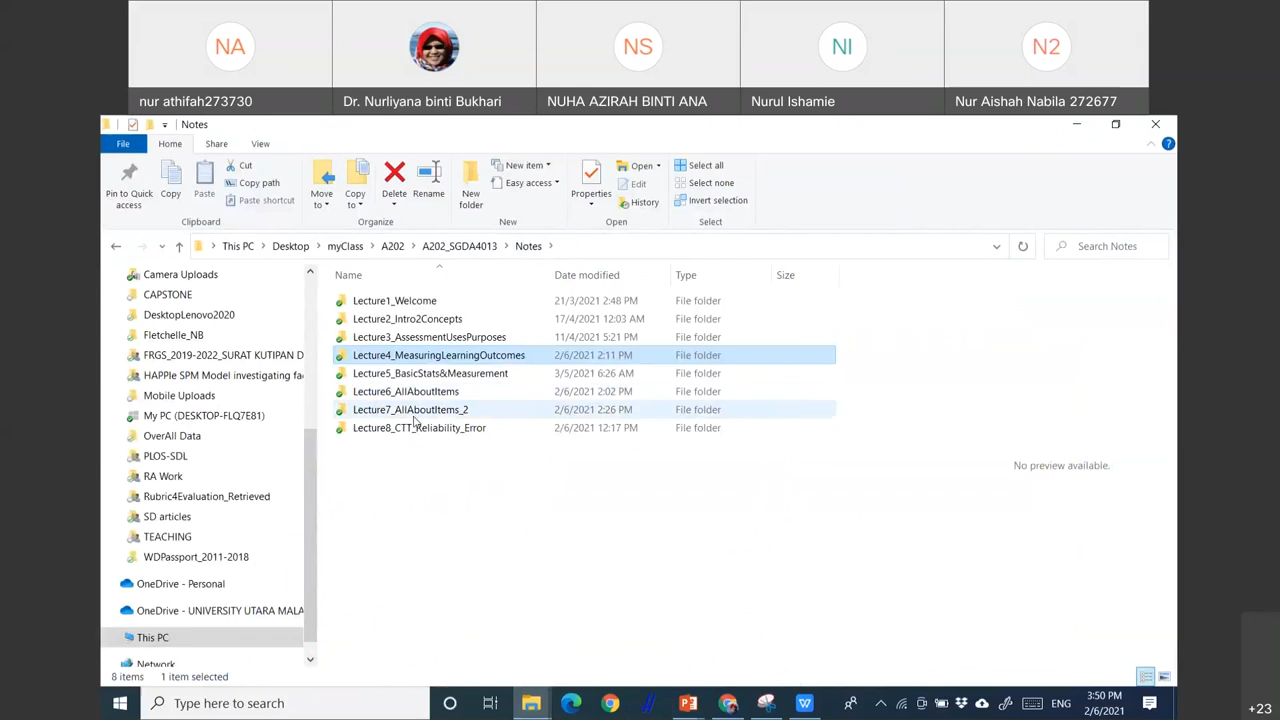 NA
NS
NI
N2
nur athifah273730
Dr. Nurliyana binti Bukhari
NUHA AZIRAH BINTI ANA
Nurul Ishamie
Nur Aishah Nabila 272677
Notes
File Home Share View
Pin to Quick access
Copy
Paste
Cut
Copy path
Paste shortcut
Move to
Copy to
Delete
Rename
New folder
New item
Easy access
Properties
Open
Edit
History
Select all
Select none
Invert selection
Clipboard Organize New Open Select
This PC > Desktop > myClass > A202 > A202_SGDA4013 > Notes >
Search Notes
Name Date modified Type Size
Camera Uploads
CAPSTONE
DesktopLenovo2020
Fletchelle_NB
FRGS_2019-2022_SURAT KUTIPAN D
HAPPIe SPM Model investigating fa
Mobile Uploads
My PC (DESKTOP-FLQ7E81)
OverAll Data
PLOS-SDL
RA Work
Rubric4Evaluation_Retrieved
SD articles
TEACHING
WDPassport_2011-2018
OneDrive - Personal
OneDrive - UNIVERSITY UTARA MALA
This PC
Network
Lecture1_Welcome 21/3/2021 2:48 PM File folder
Lecture2_Intro2Concepts 17/4/2021 12:03 AM File folder
Lecture3_AssessmentUsesPurposes 11/4/2021 5:21 PM File folder
Lecture4_MeasuringLearningOutcomes 2/6/2021 2:11 PM File folder
Lecture5_BasicStats&Measurement 3/5/2021 6:26 AM File folder
Lecture6_AllAboutItems 2/6/2021 2:02 PM File folder
Lecture7_AllAboutItems_2 2/6/2021 2:26 PM File folder
Lecture8_CTT_Reliability_Error 2/6/2021 12:17 PM File folder
No preview available.
8 items 1 item selected
Type here to search
ENG
3:50 PM
2/6/2021
+23